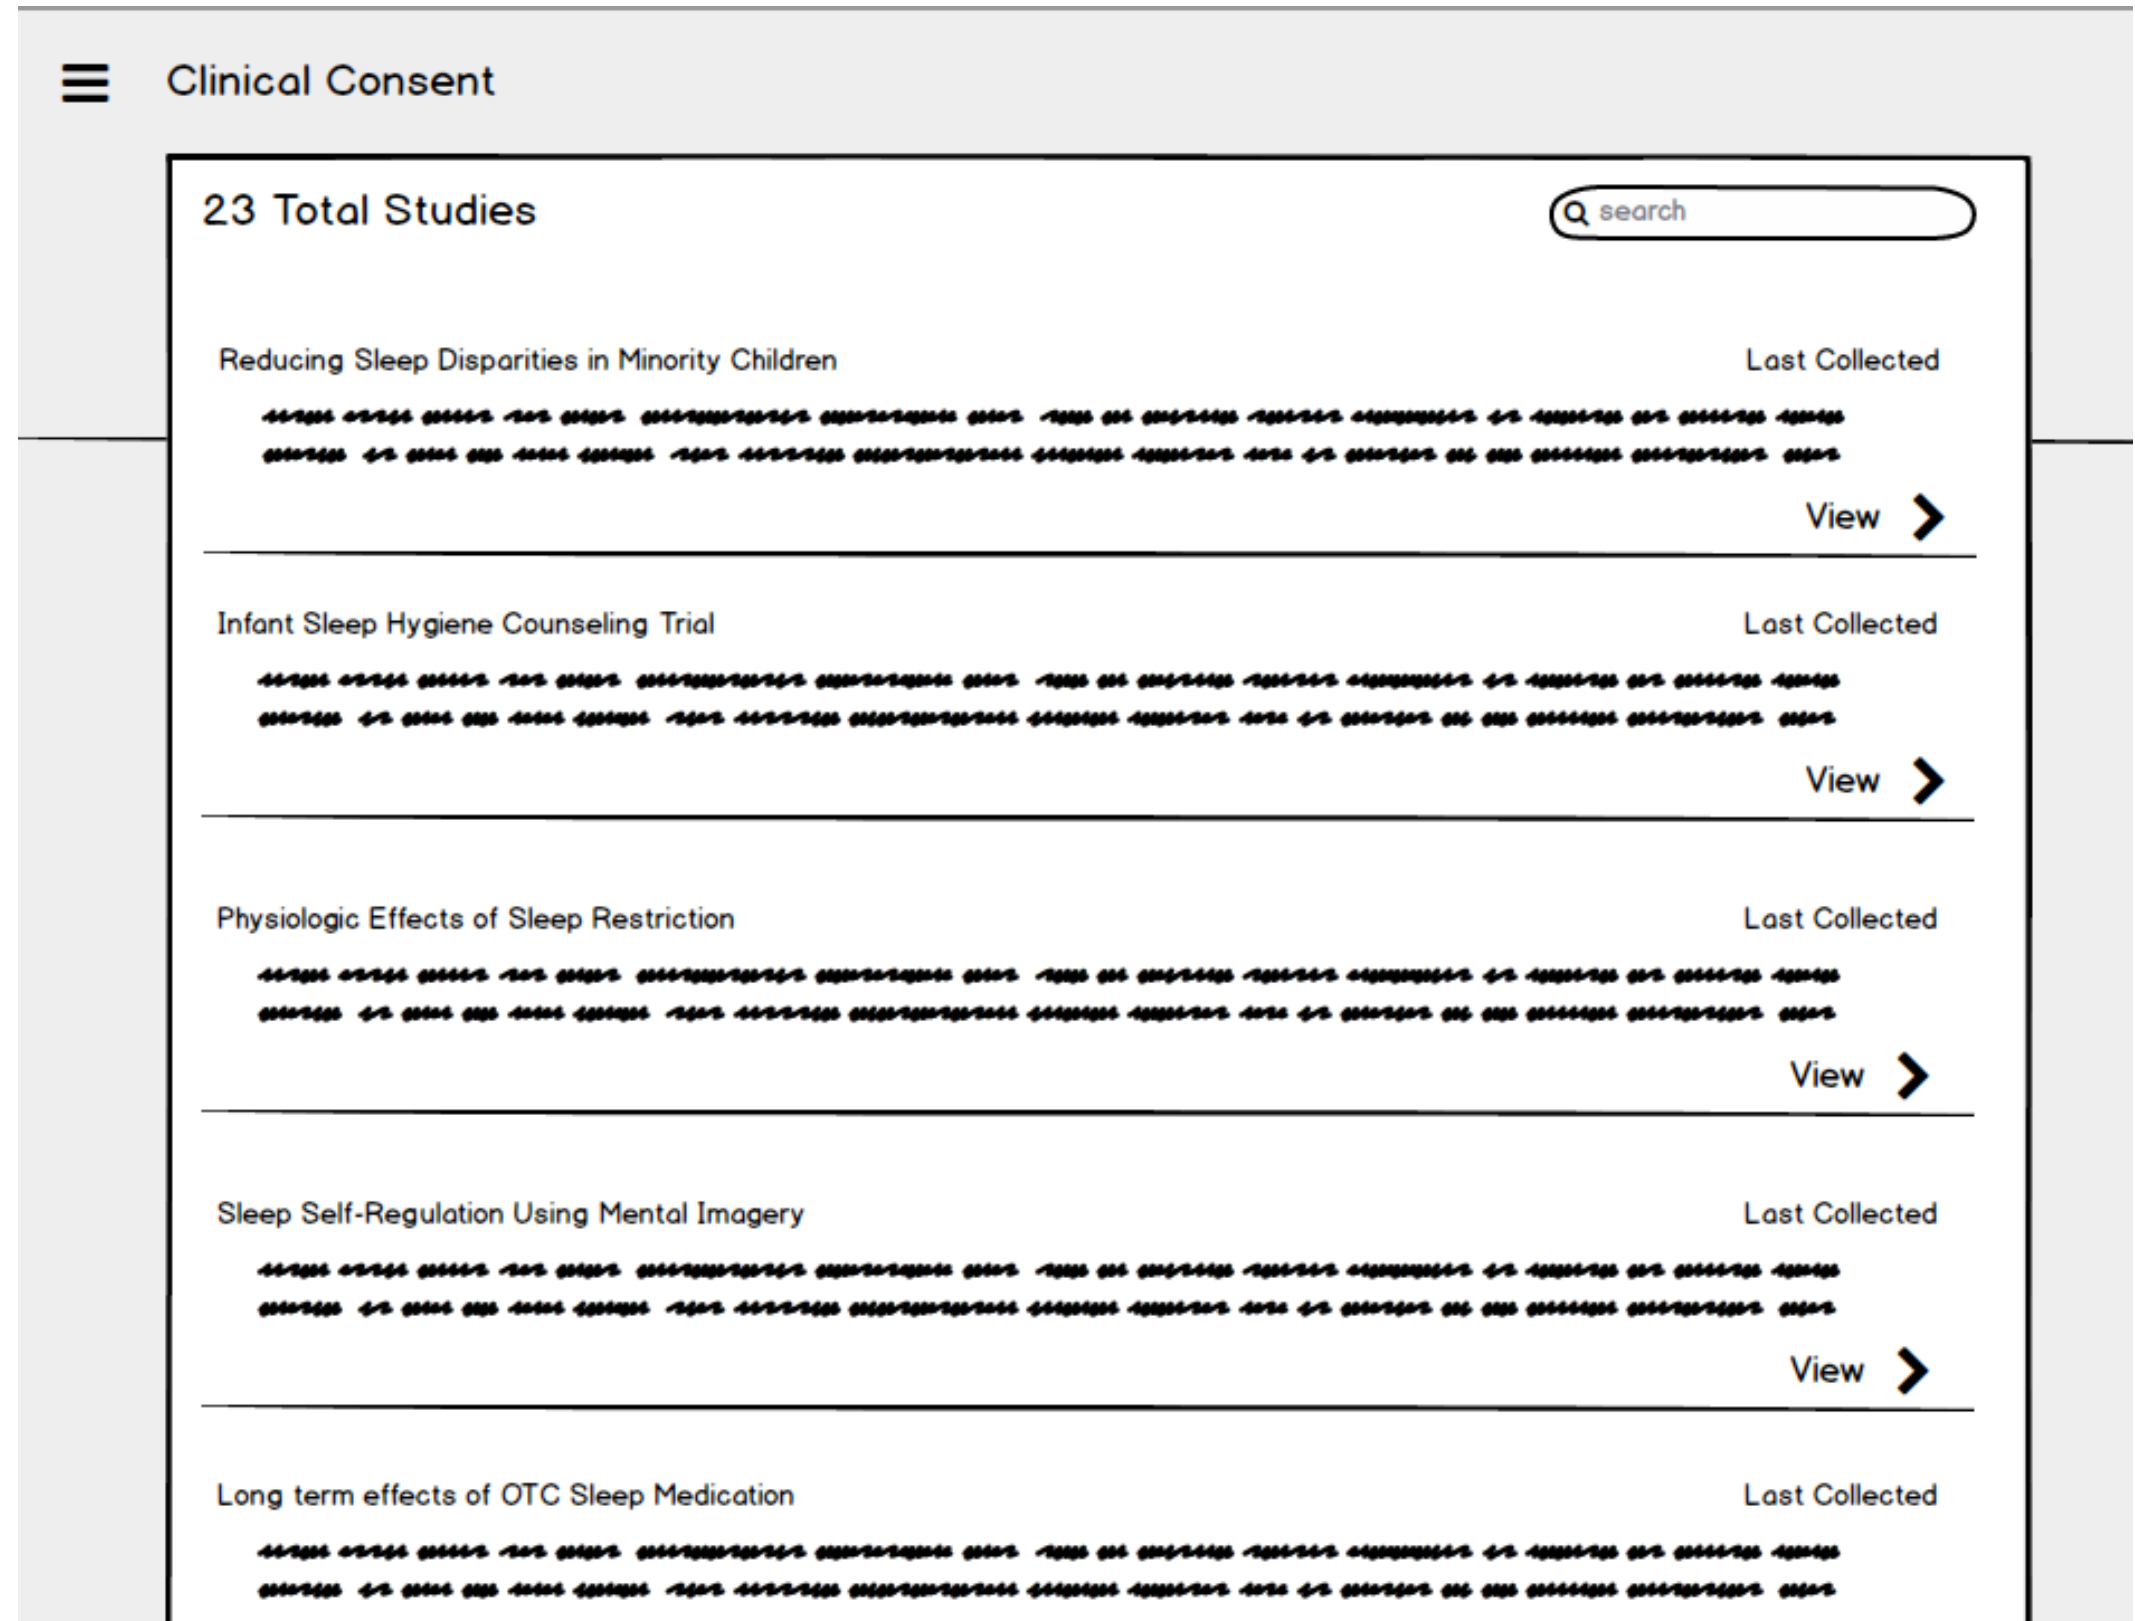 Clinical Consent
23 Total Studies
search
Reducing Sleep Disparities in Minority Children
Last Collected
View
Infant Sleep Hygiene Counseling Trial
Last Collected
View
Physiologic Effects of Sleep Restriction
Last Collected
View
Sleep Self-Regulation Using Mental Imagery
Last Collected
View
Long term effects of OTC Sleep Medication
Last Collected